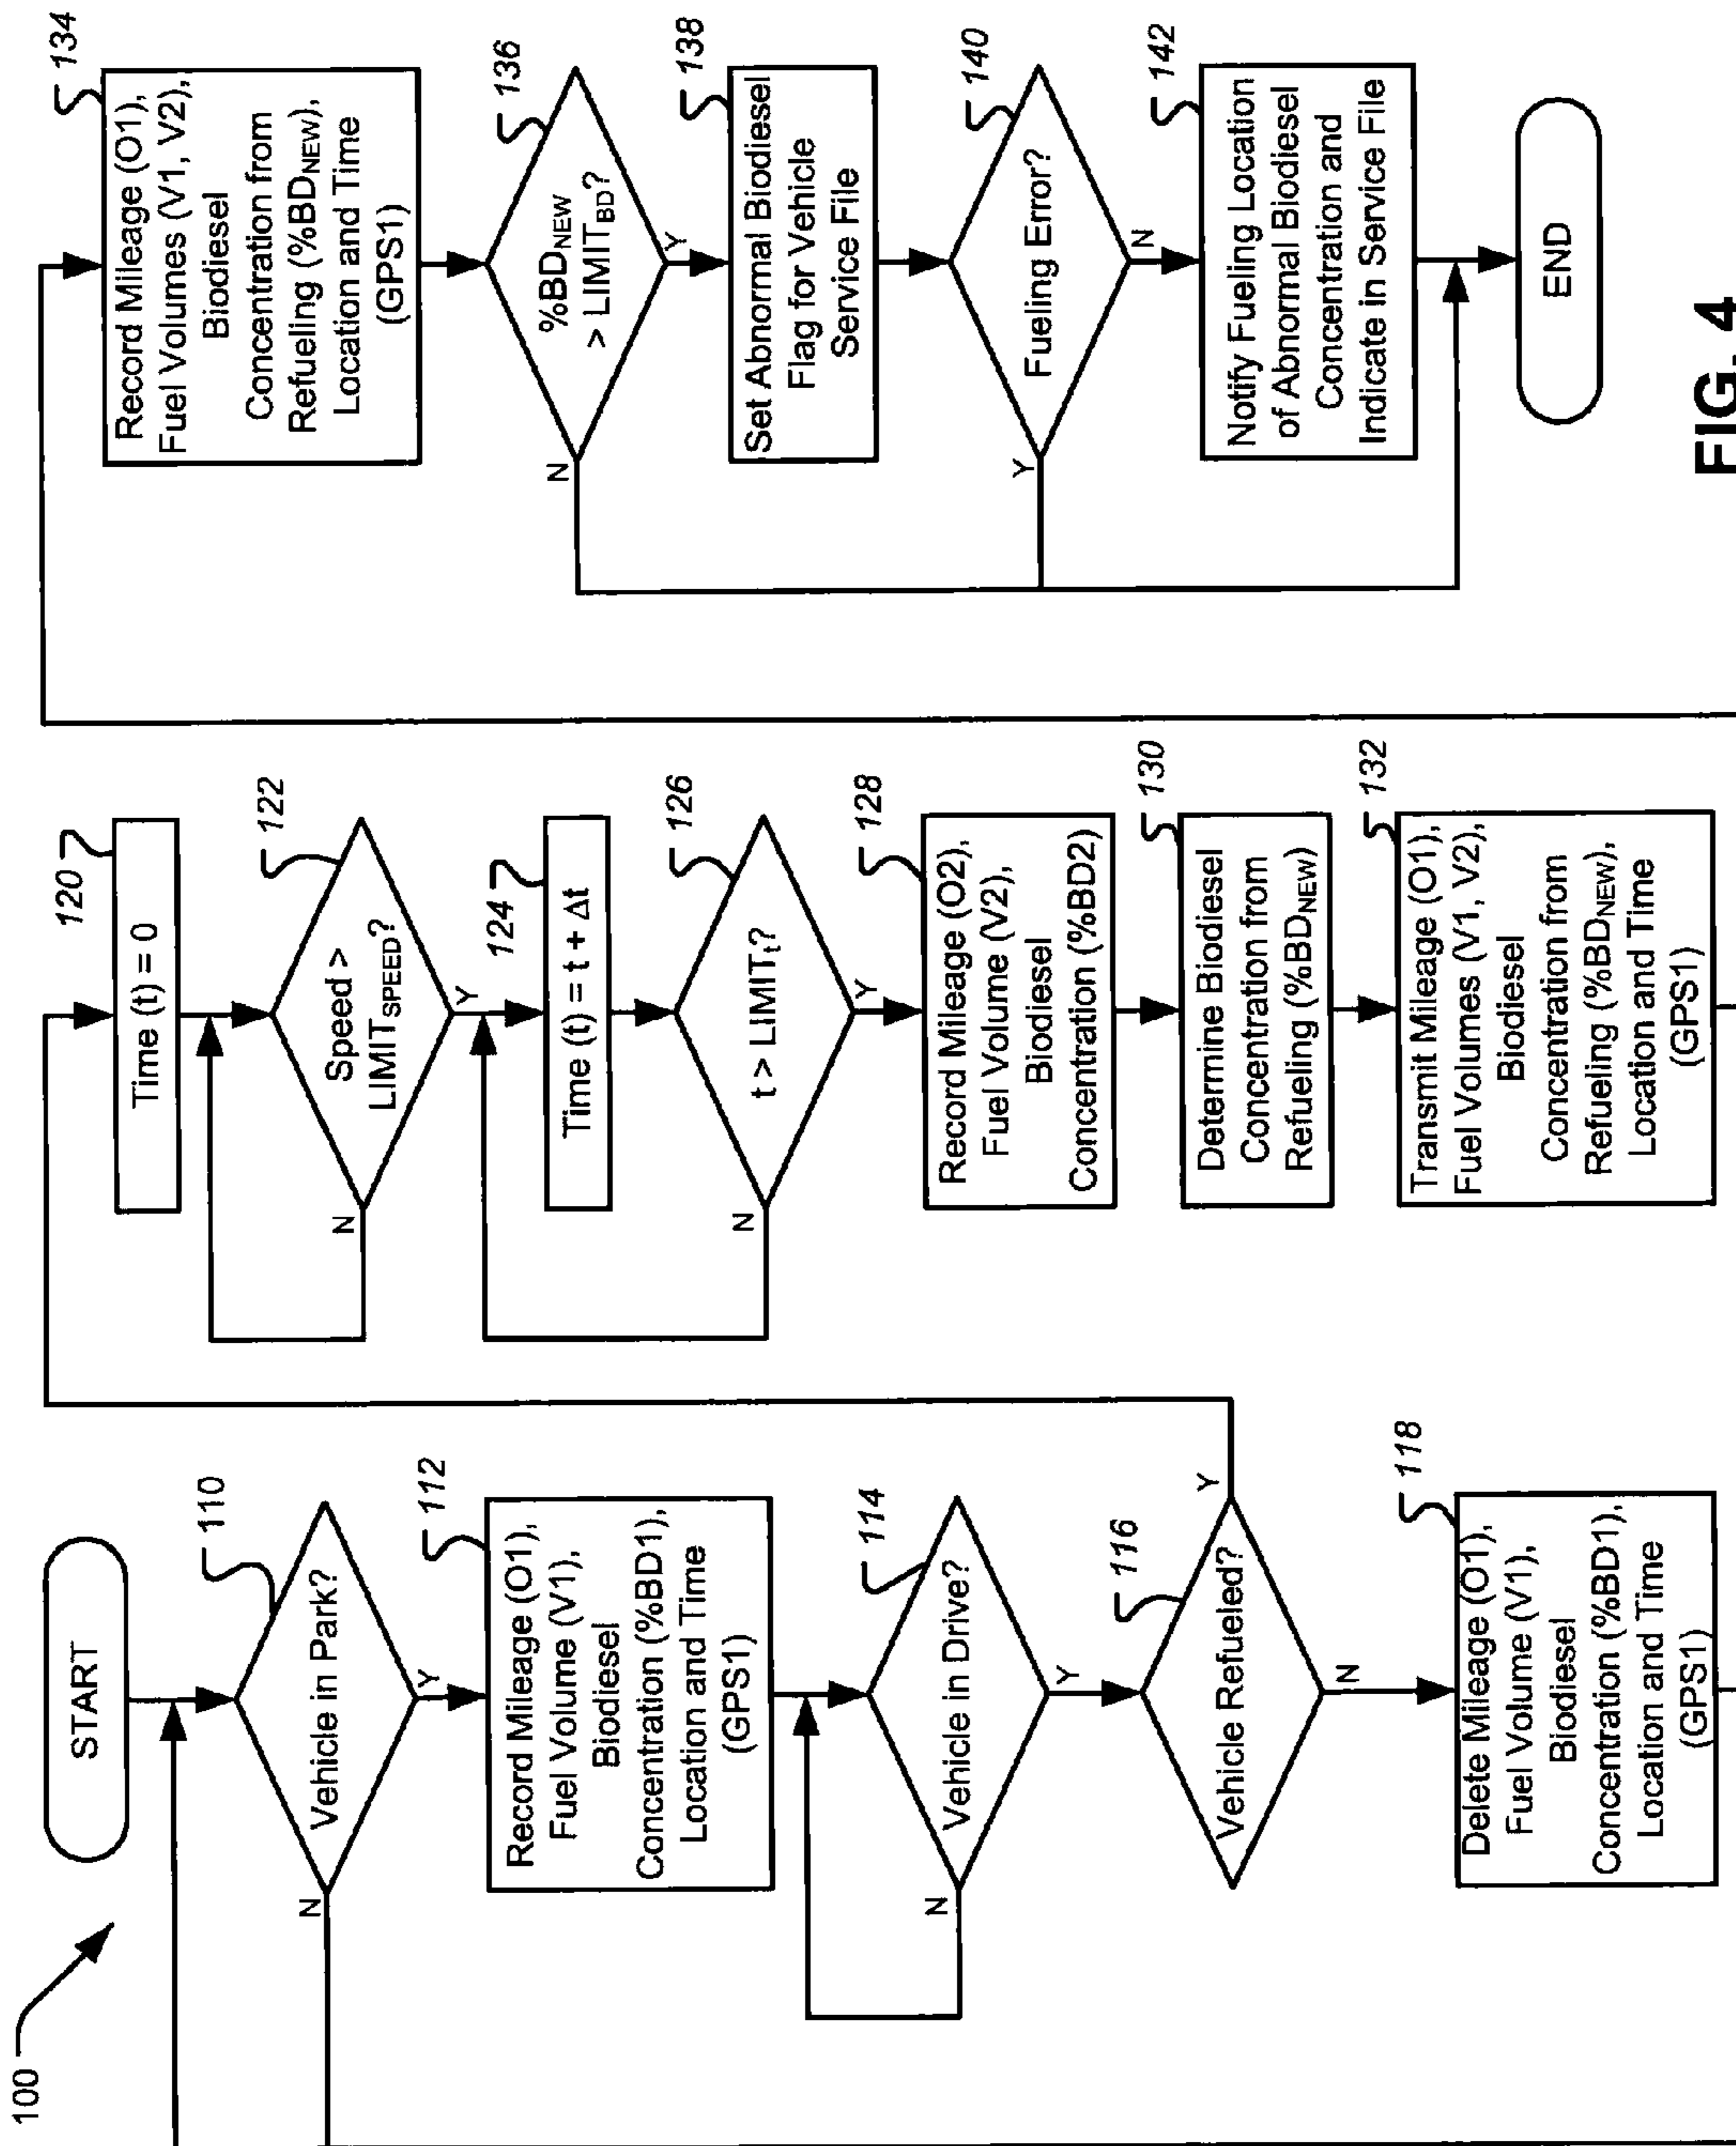 100
START
110
Vehicle in Park?
N
Y
112
Record Mileage (O1),
Fuel Volume (V1),
Biodiesel
Concentration (%BD1),
Location and Time
(GPS1)
114
Vehicle in Drive?
N
Y
116
Vehicle Refueled?
Y
N
118
Delete Mileage (O1),
Fuel Volume (V1),
Biodiesel
Concentration (%BD1),
Location and Time
(GPS1)
120
Time (t) = 0
122
Speed >
LIMITSPEED?
N
Y
124
Time (t) = t + Δt
126
t > LIMITt?
N
Y
128
Record Mileage (O2),
Fuel Volume (V2),
Biodiesel
Concentration (%BD2)
130
Determine Biodiesel
Concentration from
Refueling (%BDNEW)
132
Transmit Mileage (O1),
Fuel Volumes (V1, V2),
Biodiesel
Concentration from
Refueling (%BDNEW),
Location and Time
(GPS1)
134
Record Mileage (O1),
Fuel Volumes (V1, V2),
Biodiesel
Concentration from
Refueling (%BDNEW),
Location and Time
(GPS1)
136
%BDNEW
> LIMITBD?
N
Y
138
Set Abnormal Biodiesel
Flag for Vehicle
Service File
140
Fueling Error?
Y
N
142
Notify Fueling Location
of Abnormal Biodiesel
Concentration and
Indicate in Service File
END
FIG. 4